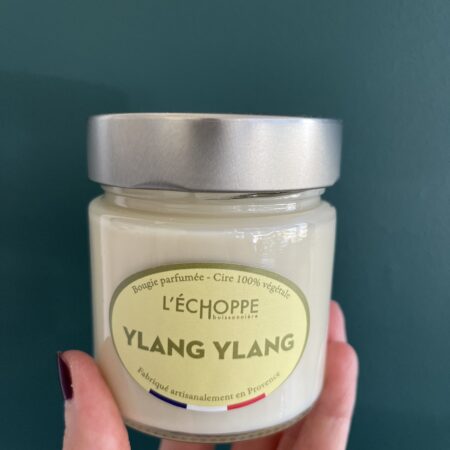 Bougie parfumée - Cire 100% végétale
L'ÉCHOPPE
buissonnière
YLANG YLANG
Fabriqué artisanalement en Provence